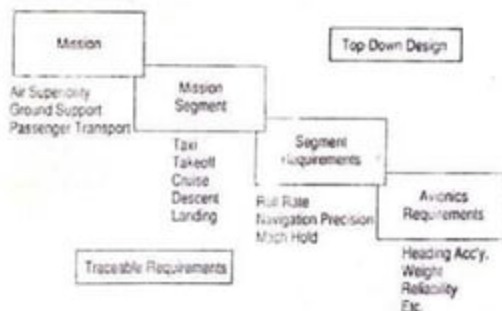 Mission
Top Down Design
Air Superiority
Ground Support
Passenger Transport
Mission
Segment
Taxi
Takeoff
Cruise
Descent
Landing
Segment
Requirements
Roll Rate
Navigation Precision
Mach Hold
Avionics
Requirements
Heading Acc'y.
Weight
Reliability
Etc.
Traceable Requirements